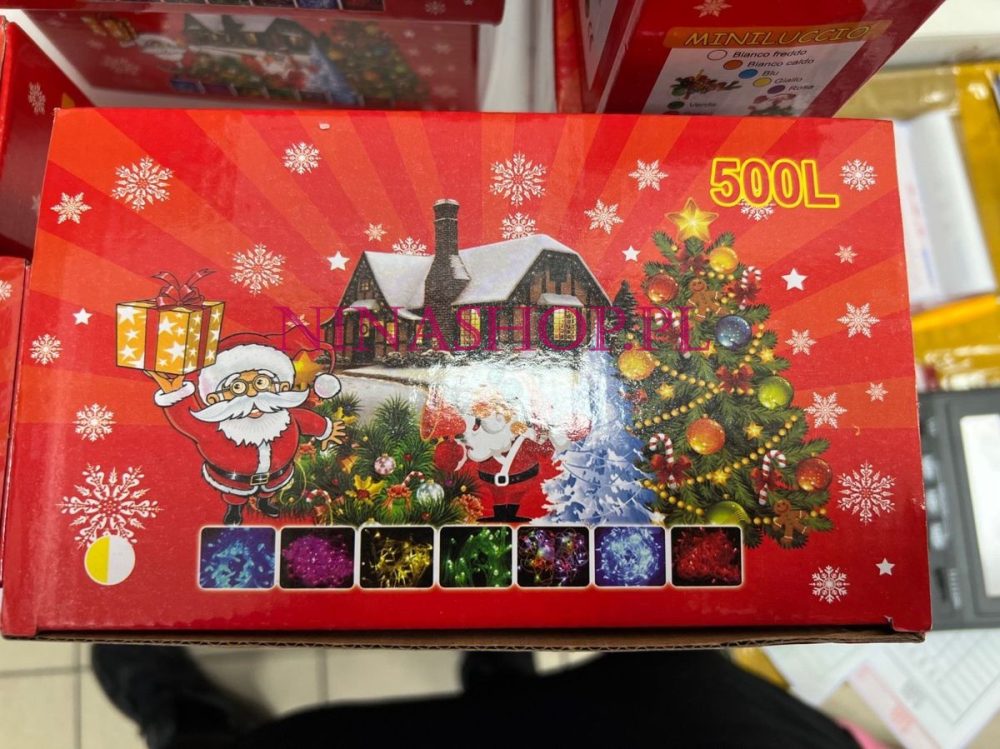 MINILUCCIO
Bianco freddo
Bianco caldo
Blu
Giallo
Rosa
Verde
500L
NINASHOP.PL